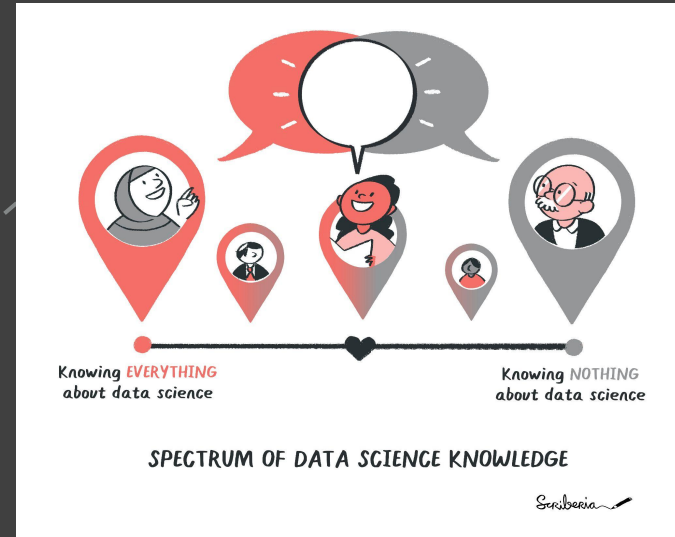 Knowing EVERYTHING
about data science
Knowing NOTHING
about data science
SPECTRUM OF DATA SCIENCE KNOWLEDGE
Scriberia